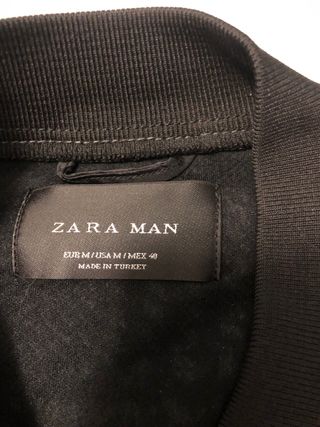 ZARA MAN
EUR M / USA M / MEX 40
MADE IN TURKEY